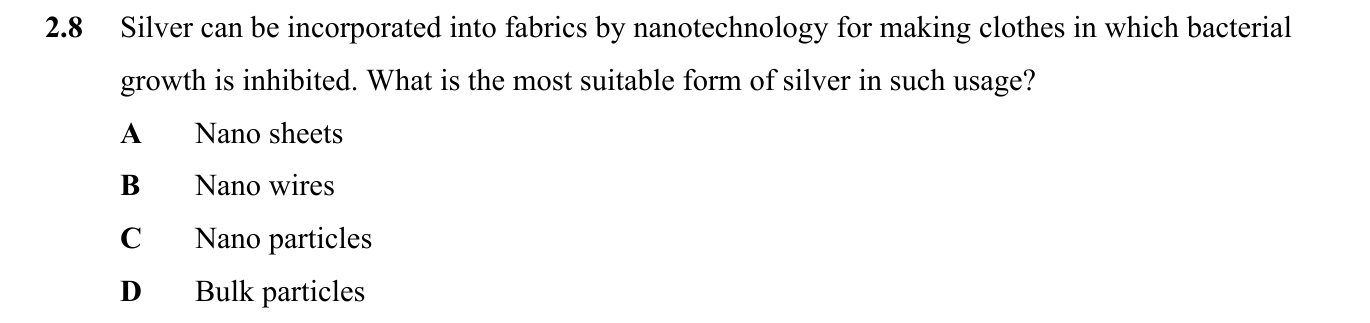 2.8 Silver can be incorporated into fabrics by nanotechnology for making clothes in which bacterial
growth is inhibited. What is the most suitable form of silver in such usage?
A Nano sheets
B Nano wires
C Nano particles
D Bulk particles